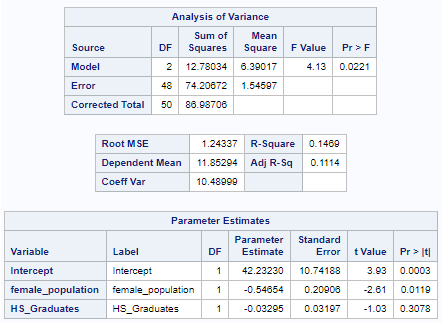 Analysis of Variance
Source DF Sum of Squares Mean Square F Value Pr > F
Model 2 12.78034 6.39017 4.13 0.0221
Error 48 74.20672 1.54597
Corrected Total 50 86.98706
Root MSE 1.24337 R-Square 0.1469
Dependent Mean 11.85294 Adj R-Sq 0.1114
Coeff Var 10.48999
Parameter Estimates
Variable Label DF Parameter Estimate Standard Error t Value Pr > |t|
Intercept Intercept 1 42.23230 10.74188 3.93 0.0003
female_population female_population 1 -0.54654 0.20906 -2.61 0.0119
HS_Graduates HS_Graduates 1 -0.03295 0.03197 -1.03 0.3078